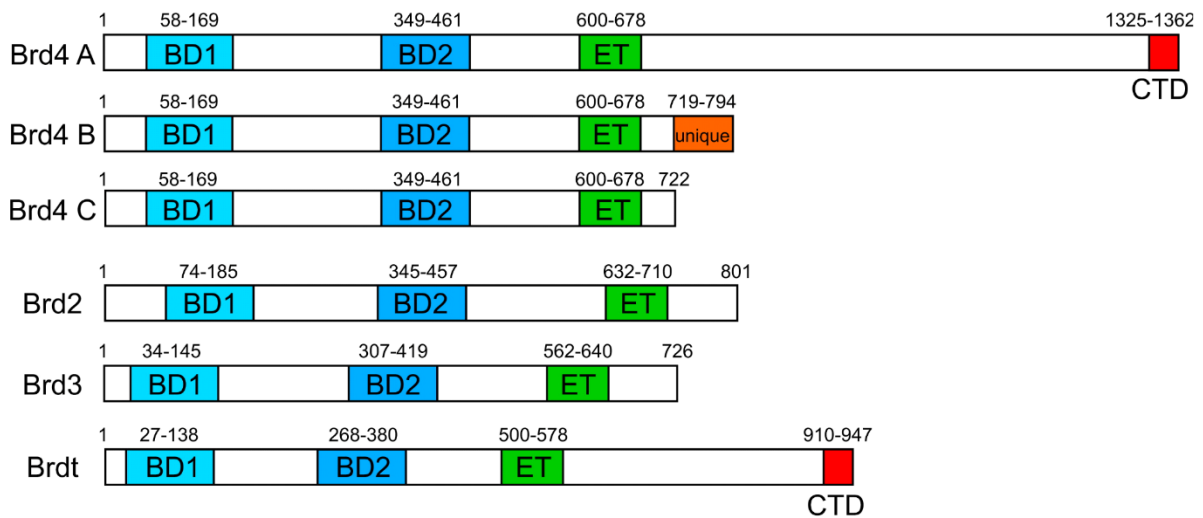 1 58-169 349-461 600-678 1325-1362
Brd4 A BD1 BD2 ET
CTD
1 58-169 349-461 600-678 719-794
Brd4 B BD1 BD2 ET unique
1 58-169 349-461 600-678 722
Brd4 C BD1 BD2 ET
1 74-185 345-457 632-710 801
Brd2 BD1 BD2 ET
1 34-145 307-419 562-640 726
Brd3 BD1 BD2 ET
1 27-138 268-380 500-578 910-947
Brdt BD1 BD2 ET
CTD